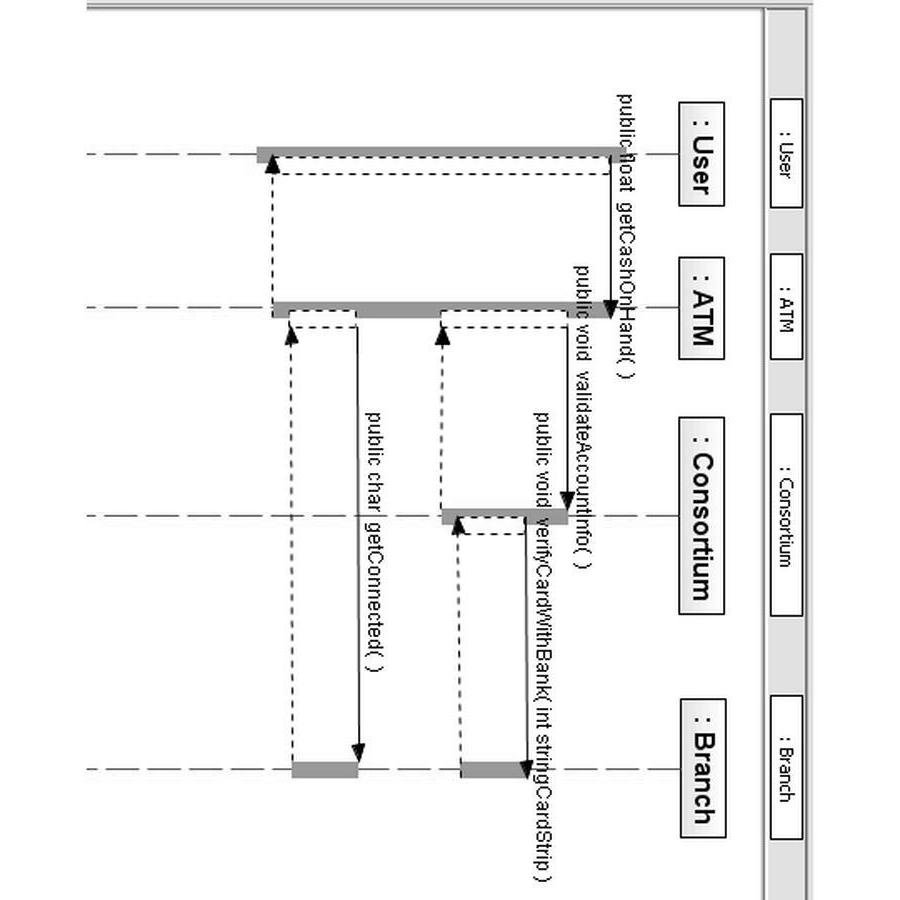 : User
: ATM
: Consortium
: Branch
: User
: ATM
: Consortium
: Branch
public float getCashOnHand( )
public void validateAccountInfo( )
public void verifyCardWithBank( int stringCardStrip )
public char getConnected( )